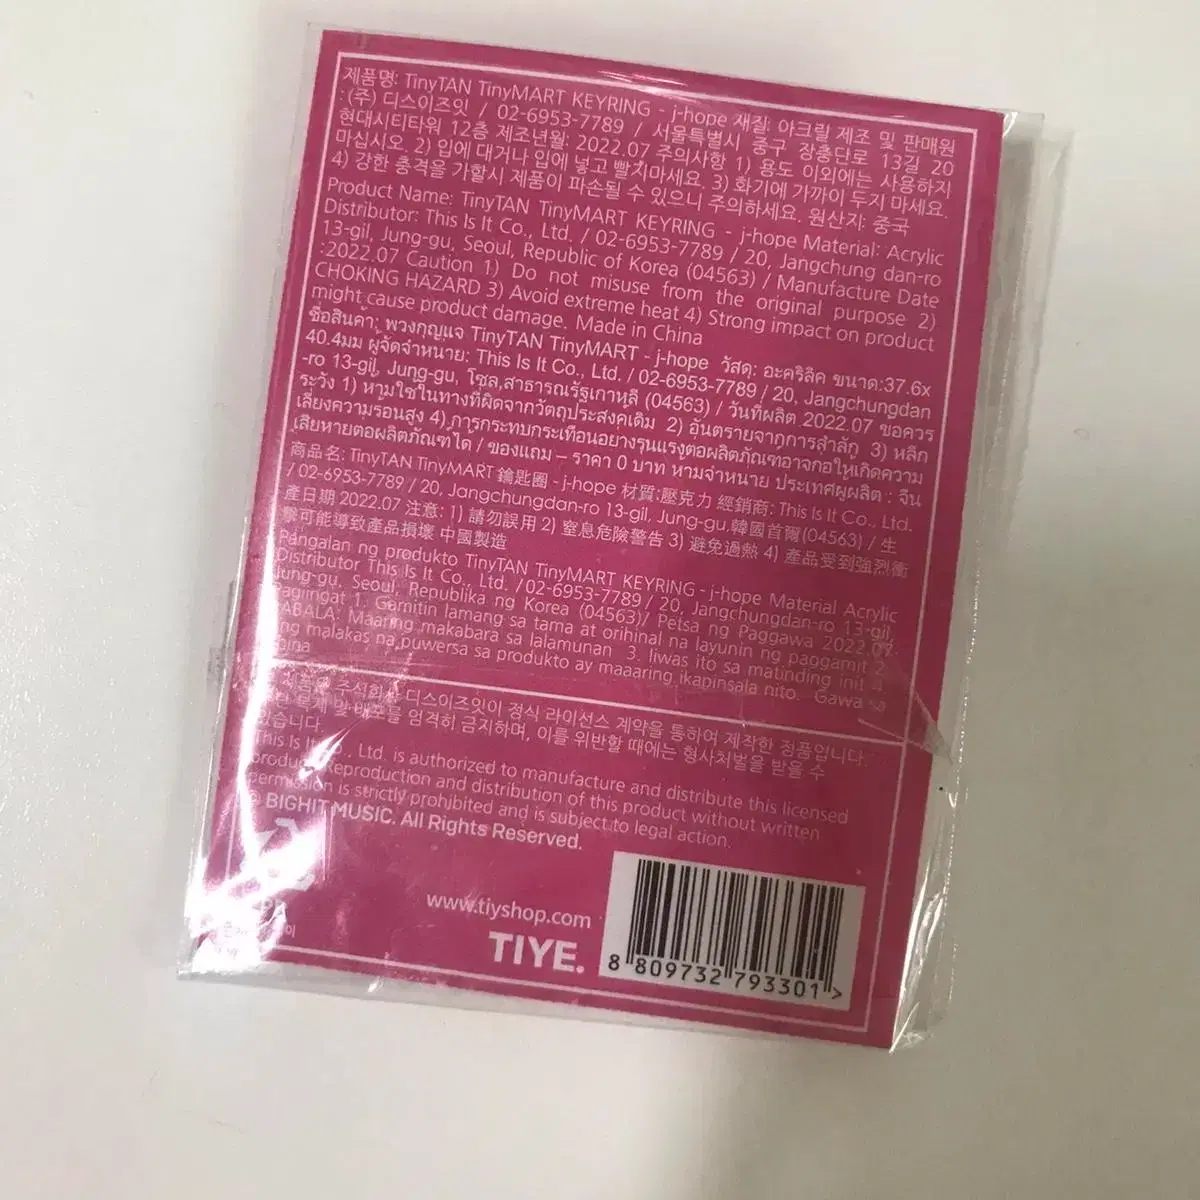 제품명: TinyTAN TinyMART KEYRING - j-hope 재질: 아크릴 제조 및 판매원
: (주) 디스이즈잇 / 02-6953-7789 / 서울특별시 중구 장충단로 13길 20
현대시티타워 12층 제조년월: 2022.07 주의사항 1) 용도 이외에는 사용하지
마십시오. 2) 입에 대거나 입에 넣고 빨지마세요. 3) 화기에 가까이 두지 마세요.
4) 강한 충격을 가할시 제품이 파손될 수 있으니 주의하세요. 원산지: 중국
Product Name: TinyTAN TinyMART KEYRING - j-hope Material: Acrylic
Distributor: This Is It Co., Ltd. / 02-6953-7789 / 20, Jangchung dan-ro
13-gil, Jung-gu, Seoul, Republic of Korea (04563) / Manufacture Date
:2022.07 Caution 1) Do not misuse from the original purpose 2)
CHOKING HAZARD 3) Avoid extreme heat 4) Strong impact on product
might cause product damage. Made in China
ชื่อสินค้า: พวงกุญแจ TinyTAN TinyMART - j-hope วัสดุ: อะคริลิค ขนาด:37.6x
40.4มม ผู้จัดจำหน่าย: This Is It Co., Ltd. / 02-6953-7789 / 20, Jangchungdan
-ro 13-gil, Jung-gu, โซล,สาธารณรัฐเกาหลี (04563) / วันที่ผลิต 2022.07 ขอควร
ระวัง 1) หามใชในทางที่ผิดจากวัตถุประสงคเดิม 2) อันตรายจากการสำลัก 3) หลีก
เลี่ยงความรอนสูง 4) การกระทบกระเทือนอยางรุนแรงตอผลิตภัณฑอาจกอใหเกิดความ
เสียหายตอผลิตภัณฑได / ของแถม – ราคา 0 บาท หามจำหนาย ประเทศผูผลิต : จีน
商品名: TinyTAN TinyMART 鑰匙圈 - j-hope 材質:壓克力 經銷商: This Is It Co., Ltd.
/ 02-6953-7789 / 20, Jangchungdan-ro 13-gil, Jung-gu,韓國首爾(04563) / 生
產日期 2022.07 注意: 1) 請勿誤用 2) 窒息危險警告 3) 避免過熱 4) 產品受到強烈衝
擊可能導致產品損壞 中國製造
Pangalan ng produkto TinyTAN TinyMART KEYRING - j-hope Material Acrylic
Distributor This Is It Co., Ltd. / 02-6953-7789 / 20, Jangchungdan-ro 13-gil,
Jung-gu, Seoul, Republika ng Korea (04563)/ Petsa ng Paggawa 2022.07
Pagiingat 1. Gamitin lamang sa tama at orihinal na layunin ng paggamit 2.
BABALA: Maaring makabara sa lalamunan 3. Iiwas ito sa matinding init 4.
ng malakas na puwersa sa produkto ay maaaring ikapinsala nito. Gawa sa
China
제품은 주식회사 디스이즈잇이 정식 라이선스 계약을 통하여 제작한 정품입니다.
복제 및 배포를 엄격히 금지하며, 이를 위반할 때에는 형사처벌을 받을 수
있습니다.
This Is It Co., Ltd. is authorized to manufacture and distribute this licensed
product. Reproduction and distribution of this product without written
permission is strictly prohibited and is subject to legal action.
© BIGHIT MUSIC. All Rights Reserved.
www.tiyshop.com
TIYE.
8 809732 793301 >